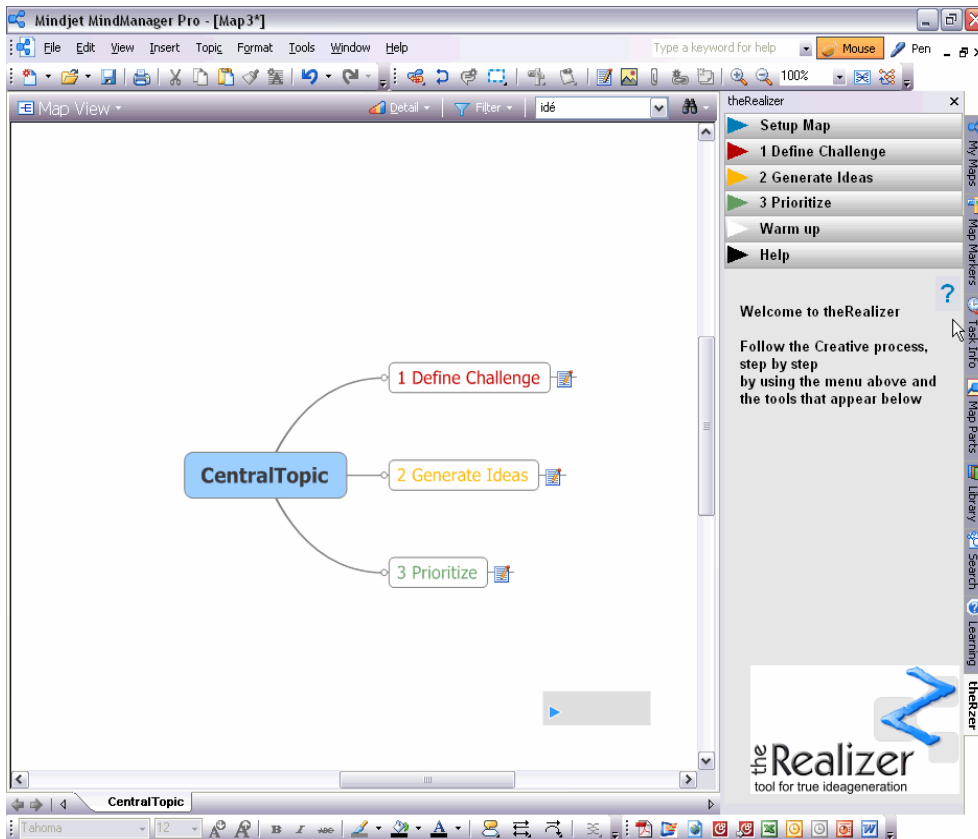 Mindjet MindManager Pro - [Map3*]
File Edit View Insert Topic Format Tools Window Help
Type a keyword for help
Mouse
Pen
100%
Map View
Detail
Filter
idé
theRealizer
Setup Map
1 Define Challenge
2 Generate Ideas
3 Prioritize
Warm up
Help
?
Welcome to theRealizer
Follow the Creative process,
step by step
by using the menu above and
the tools that appear below
1 Define Challenge
CentralTopic
2 Generate Ideas
3 Prioritize
My Maps
Map Markers
Task Info
Map Parts
Library
Search
Learning
theRzer
the Realizer
tool for true ideageneration
CentralTopic
Tahoma
12
B I abc
A